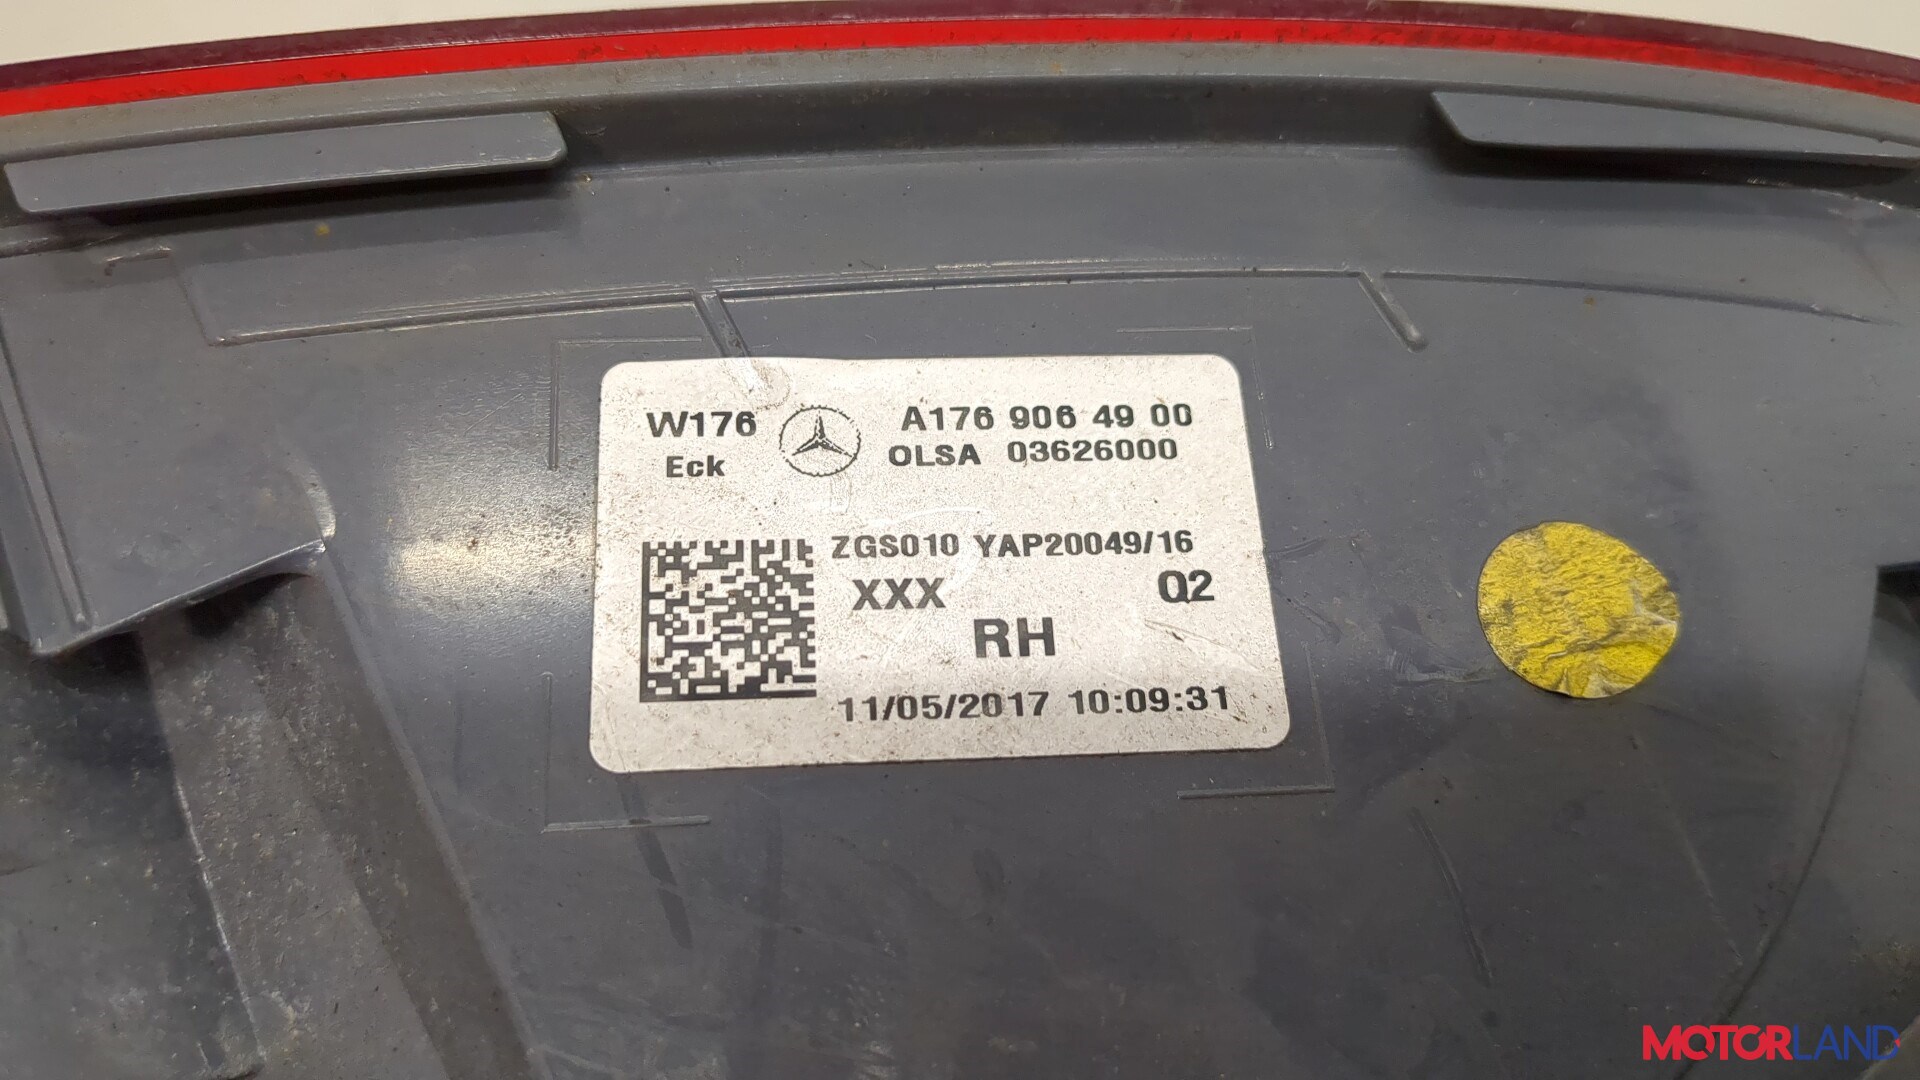 W176
Eck
A176 906 49 00
OLSA 03626000
ZGS010 YAP20049/16
XXX
Q2
RH
11/05/2017 10:09:31
MOTORLAND